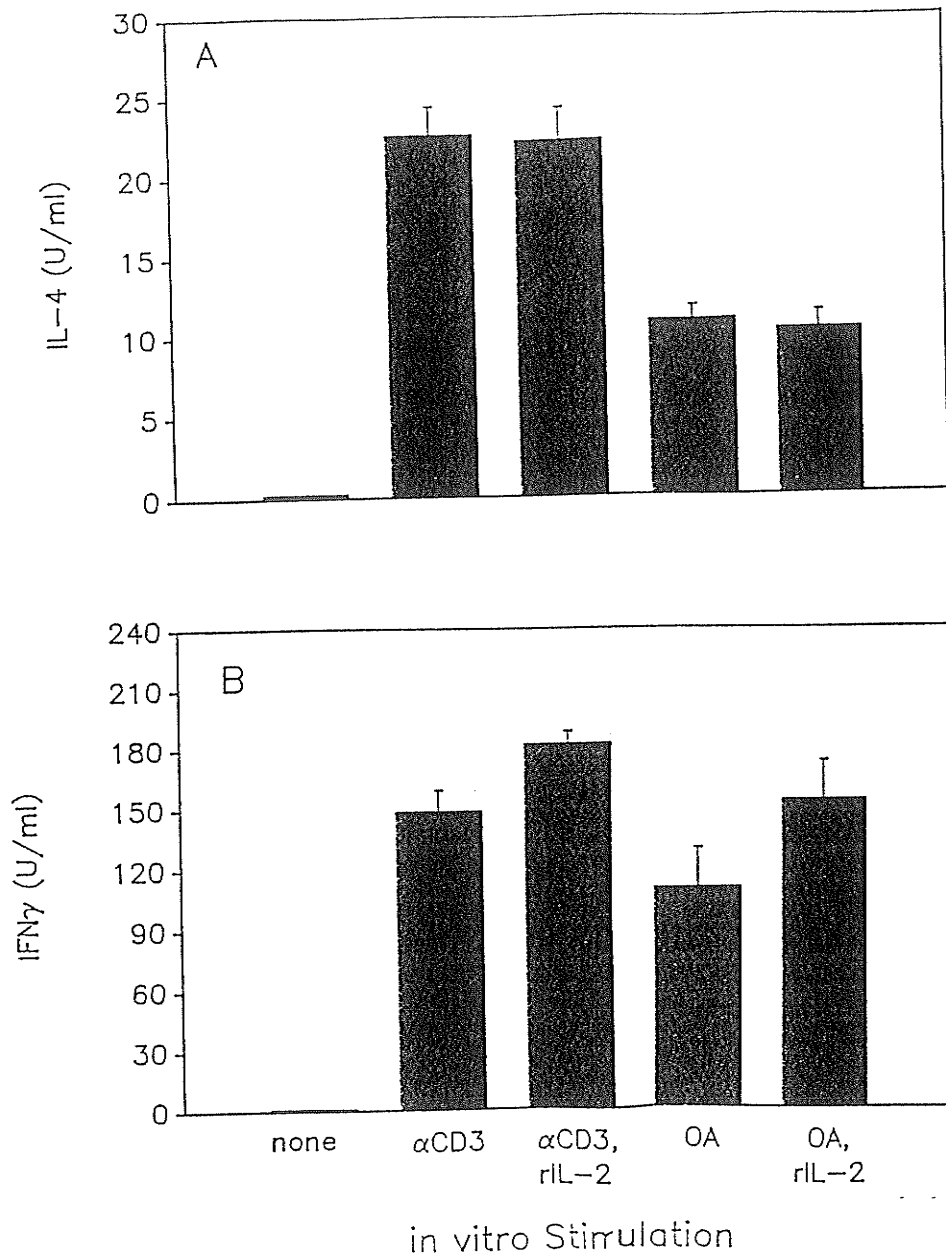 30
A
25
20
15
10
5
0
IL-4 (U/ml)
240
B
210
180
150
120
90
60
30
0
IFNγ (U/ml)
none αCD3 αCD3, OA OA,
rIL-2 rIL-2
in vitro Stimulation